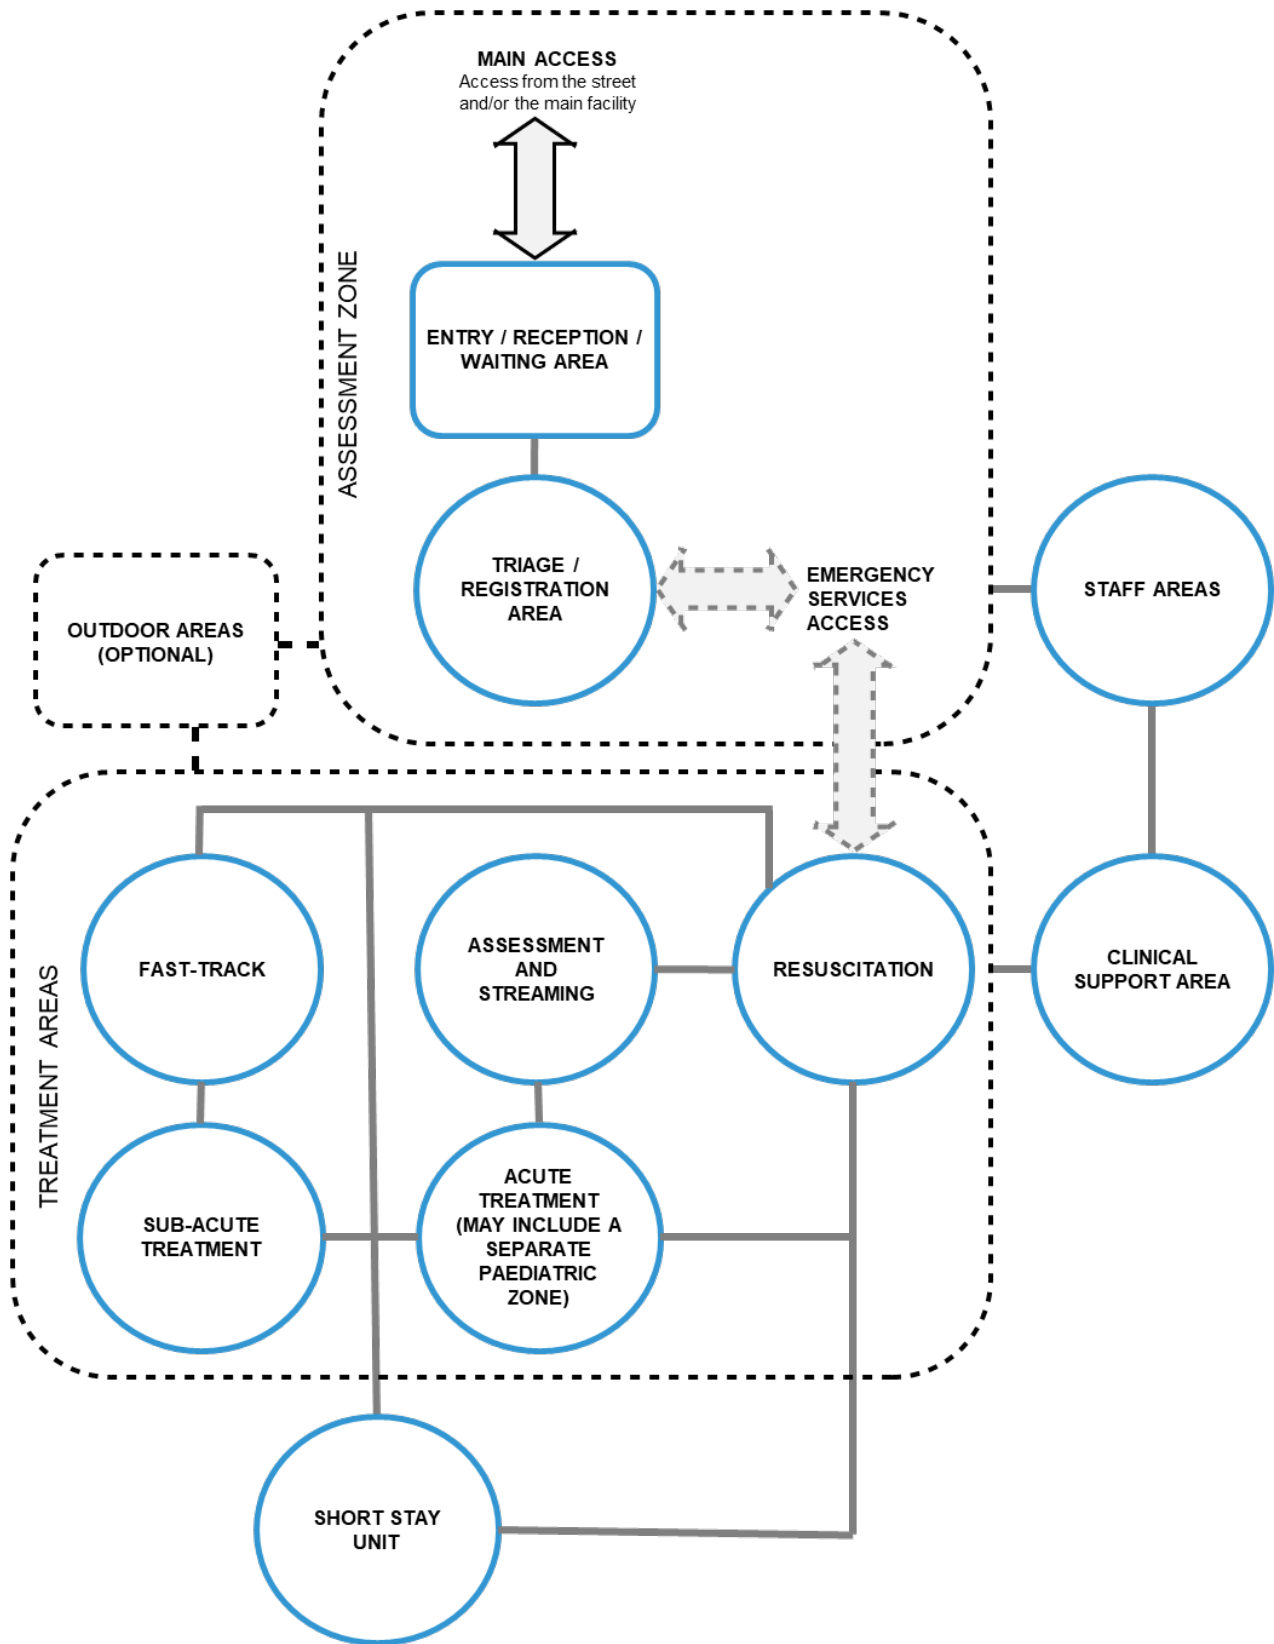 MAIN ACCESS
Access from the street
and/or the main facility
ASSESSMENT ZONE
ENTRY / RECEPTION /
WAITING AREA
TRIAGE /
REGISTRATION
AREA
EMERGENCY
SERVICES
ACCESS
STAFF AREAS
OUTDOOR AREAS
(OPTIONAL)
TREATMENT AREAS
FAST-TRACK
ASSESSMENT
AND
STREAMING
RESUSCITATION
CLINICAL
SUPPORT AREA
SUB-ACUTE
TREATMENT
ACUTE
TREATMENT
(MAY INCLUDE A
SEPARATE
PAEDIATRIC
ZONE)
SHORT STAY
UNIT